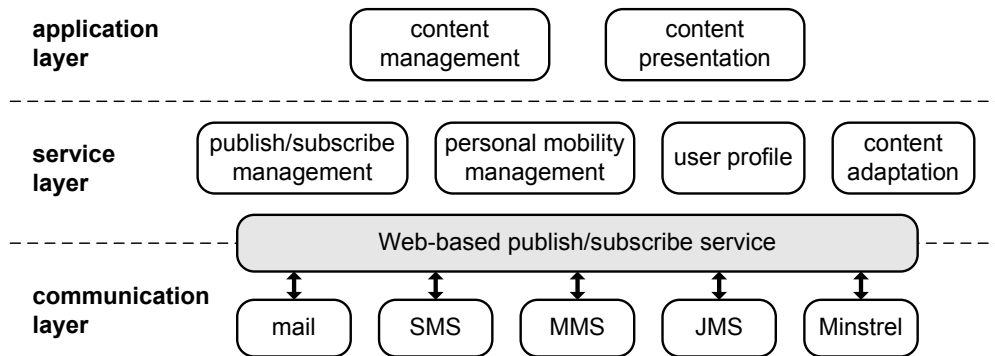 application
layer
content
management
content
presentation
service
layer
publish/subscribe
management
personal mobility
management
user profile
content
adaptation
Web-based publish/subscribe service
communication
layer
mail
SMS
MMS
JMS
Minstrel